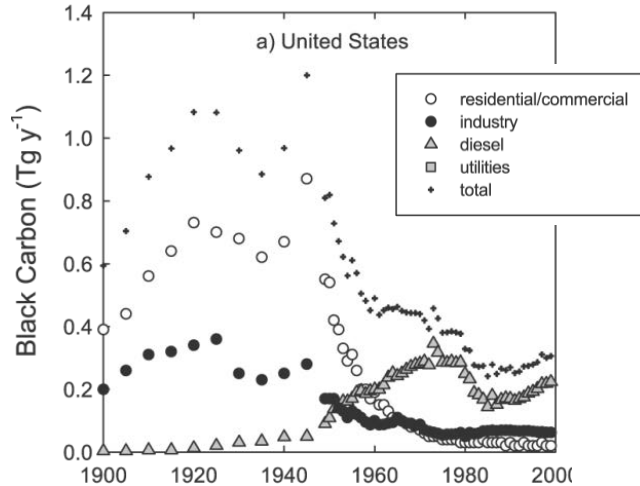 a) United States
Black Carbon (Tg y⁻¹)
1.4
1.2
1.0
0.8
0.6
0.4
0.2
0.0
1900
1920
1940
1960
1980
2000
residential/commercial
industry
diesel
utilities
total